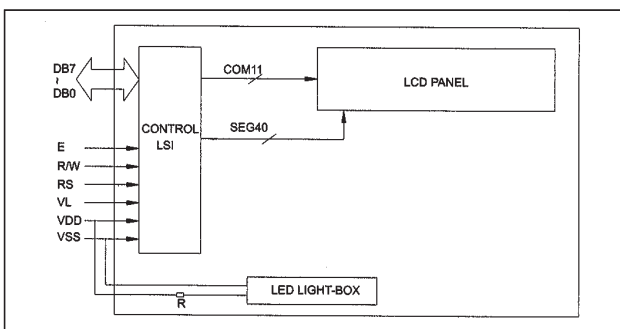 DB7
~
DB0
COM11
LCD PANEL
CONTROL
LSI
SEG40
E
R/W
RS
VL
VDD
VSS
LED LIGHT-BOX
R